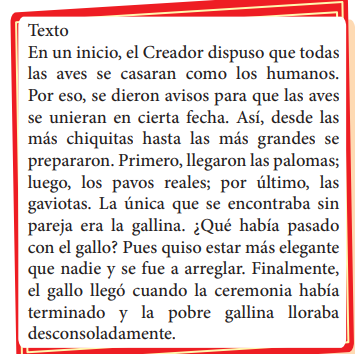 Texto
En un inicio, el Creador dispuso que todas
las aves se casaran como los humanos.
Por eso, se dieron avisos para que las aves
se unieran en cierta fecha. Así, desde las
más chiquitas hasta las más grandes se
prepararon. Primero, llegaron las palomas;
luego, los pavos reales; por último, las
gaviotas. La única que se encontraba sin
pareja era la gallina. ¿Qué había pasado
con el gallo? Pues quiso estar más elegante
que nadie y se fue a arreglar. Finalmente,
el gallo llegó cuando la ceremonia había
terminado y la pobre gallina lloraba
desconsoladamente.